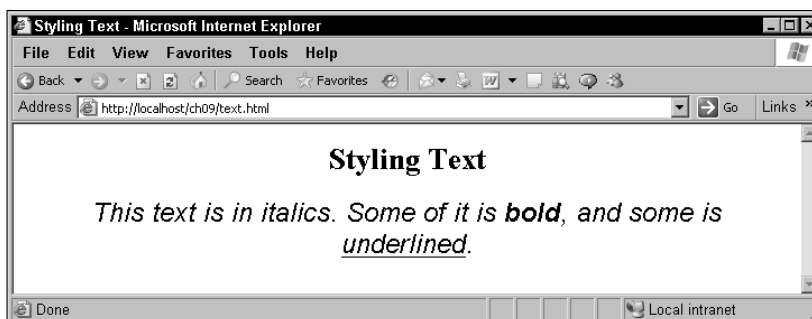 Styling Text - Microsoft Internet Explorer
File Edit View Favorites Tools Help
Back Search Favorites
Address http://localhost/ch09/text.html Go Links »
Styling Text
This text is in italics. Some of it is bold, and some is
underlined.
Done Local intranet